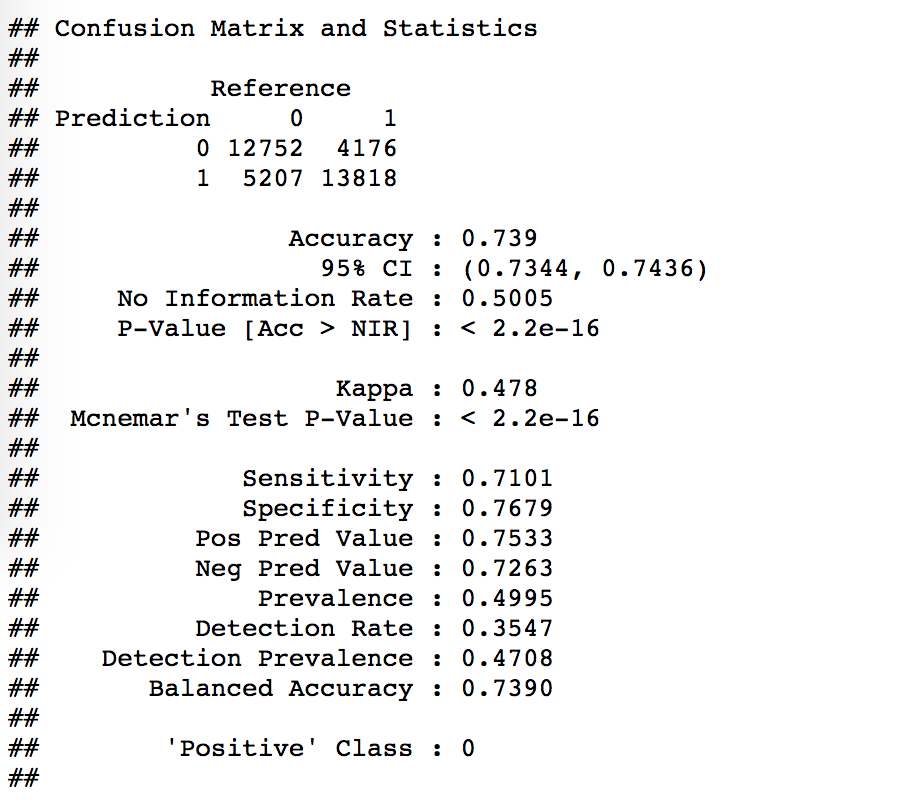 ## Confusion Matrix and Statistics
##
##           Reference
## Prediction     0     1
##          0 12752  4176
##          1  5207 13818
##
##                Accuracy : 0.739
##                  95% CI : (0.7344, 0.7436)
##     No Information Rate : 0.5005
##     P-Value [Acc > NIR] : < 2.2e-16
##
##                   Kappa : 0.478
##  Mcnemar's Test P-Value : < 2.2e-16
##
##             Sensitivity : 0.7101
##             Specificity : 0.7679
##          Pos Pred Value : 0.7533
##          Neg Pred Value : 0.7263
##              Prevalence : 0.4995
##          Detection Rate : 0.3547
##    Detection Prevalence : 0.4708
##       Balanced Accuracy : 0.7390
##
##        'Positive' Class : 0
##